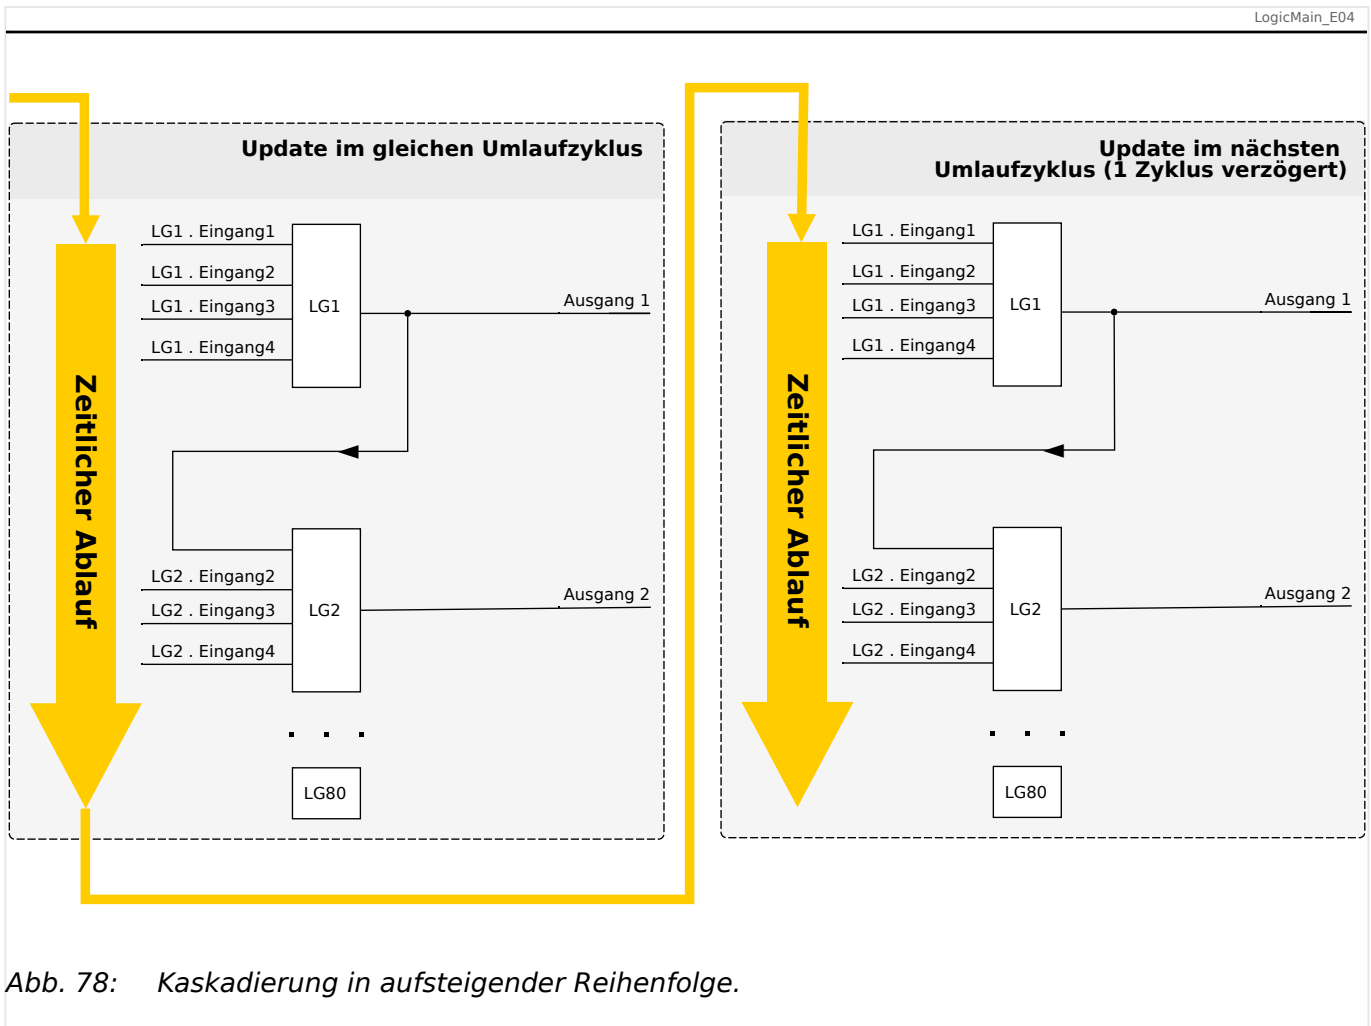 LogicMain_E04
Update im gleichen Umlaufzyklus
LG1 . Eingang1
LG1 . Eingang2
LG1 . Eingang3
LG1 . Eingang4
LG1
Ausgang 1
Zeitlicher Ablauf
LG2 . Eingang2
LG2 . Eingang3
LG2 . Eingang4
LG2
Ausgang 2
. . .
LG80
Update im nächsten
Umlaufzyklus (1 Zyklus verzögert)
LG1 . Eingang1
LG1 . Eingang2
LG1 . Eingang3
LG1 . Eingang4
LG1
Ausgang 1
Zeitlicher Ablauf
LG2 . Eingang2
LG2 . Eingang3
LG2 . Eingang4
LG2
Ausgang 2
. . .
LG80
Abb. 78: Kaskadierung in aufsteigender Reihenfolge.